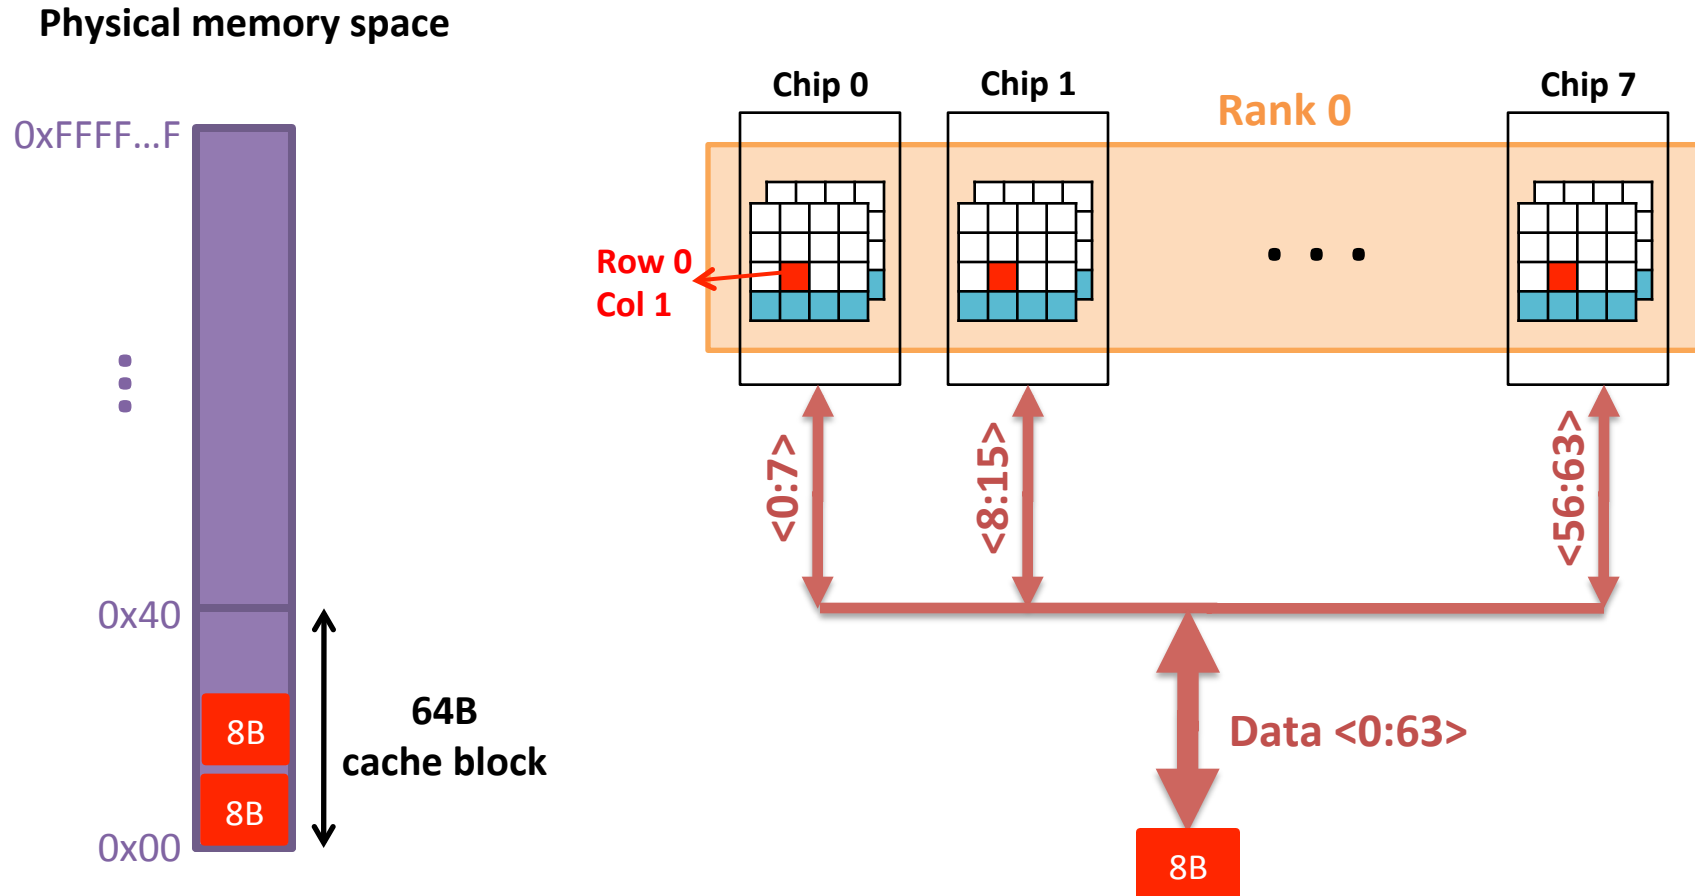 Physical memory space
0xFFFF...F
0x40
0x00
8B
8B
64B
cache block
Chip 0
Chip 1
Chip 7
Rank 0
Row 0
Col 1
. . .
<0:7>
<8:15>
<56:63>
Data <0:63>
8B